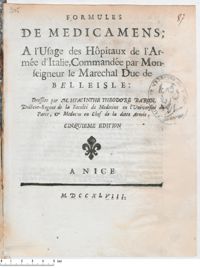 FORMULES
DE MEDICAMENS;
A l'Usage des Hôpitaux de l'Ar-
mée d'Italie, Commandée par Mon-
seigneur le Marechal Duc de
BELLEISLE:
Dressées par M. HYACINTHE THEODORE BARON,
Docteur-Regent de la Faculté de Medecine en l'Université de
Paris, & Medecin en Chef de la dite Armée,
CINQUIEME EDITION
A NICE
M.DCC.XLVIII.